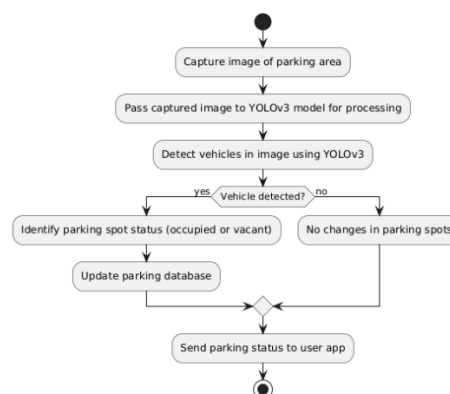 Capture image of parking area
Pass captured image to YOLOv3 model for processing
Detect vehicles in image using YOLOv3
yes
Vehicle detected?
no
Identify parking spot status (occupied or vacant)
No changes in parking spots
Update parking database
Send parking status to user app